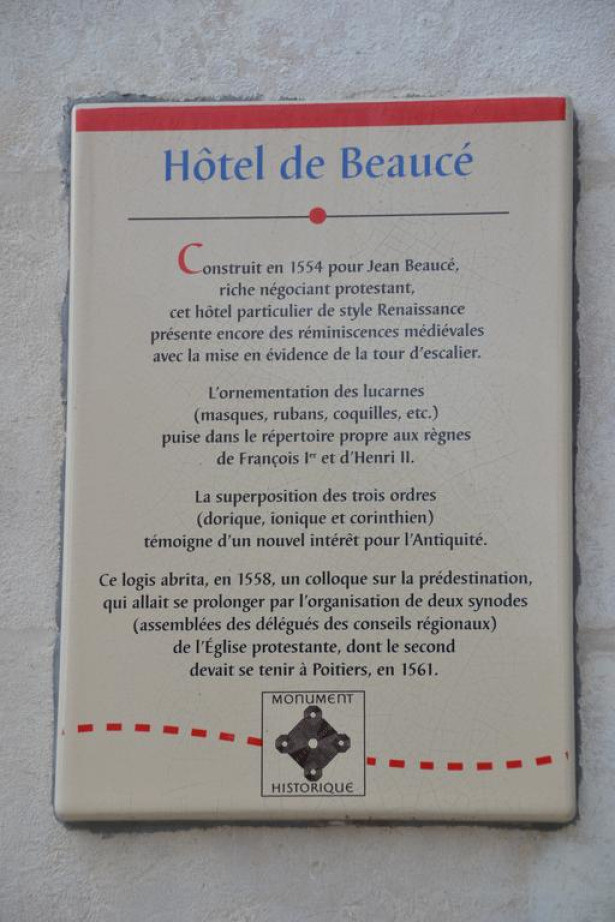 Hôtel de Beaucé
Construit en 1554 pour Jean Beaucé,
riche négociant protestant,
cet hôtel particulier de style Renaissance
présente encore des réminiscences médiévales
avec la mise en évidence de la tour d'escalier.
L'ornementation des lucarnes
(masques, rubans, coquilles, etc.)
puise dans le répertoire propre aux règnes
de François Iᵉʳ et d'Henri II.
La superposition des trois ordres
(dorique, ionique et corinthien)
témoigne d'un nouvel intérêt pour l'Antiquité.
Ce logis abrita, en 1558, un colloque sur la prédestination,
qui allait se prolonger par l'organisation de deux synodes
(assemblées des délégués des conseils régionaux)
de l'Église protestante, dont le second
devait se tenir à Poitiers, en 1561.
MONUMENT
HISTORIQUE